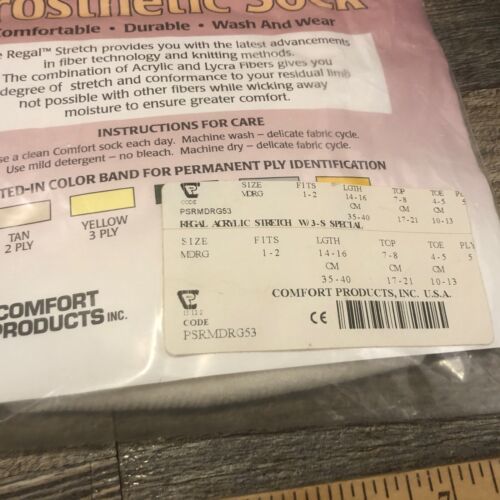 rosthetic Sock
omfortable • Durable • Wash And Wear
e Regal™ Stretch provides you with the latest advancements
in fiber technology and knitting methods.
The combination of Acrylic and Lycra Fibers gives you
degree of stretch and conformance to your residual limb
not possible with other fibers while wicking away
moisture to ensure greater comfort.
INSTRUCTIONS FOR CARE
se a clean Comfort sock each day. Machine wash – delicate fabric cycle.
Use mild detergent – no bleach. Machine dry – delicate fabric cycle.
TED-IN COLOR BAND FOR PERMANENT PLY IDENTIFICATION
TAN
2 PLY
YELLOW
3 PLY
COMFORT
PRODUCTS INC.
SIZE FITS LGTH TOP TOE PLY
MDRG 1-2 14-16 7-8 4-5 5
CM CM CM
35-40 17-21 10-13
CODE
PSRMDRG53
REGAL ACRYLIC STRETCH W/3-S SPECIAL
SIZE FITS LGTH TOP TOE PLY
MDRG 1-2 14-16 7-8 4-5 5
CM CM CM
35-40 17-21 10-13
COMFORT PRODUCTS, INC. U.S.A.
CODE
PSRMDRG53
CE